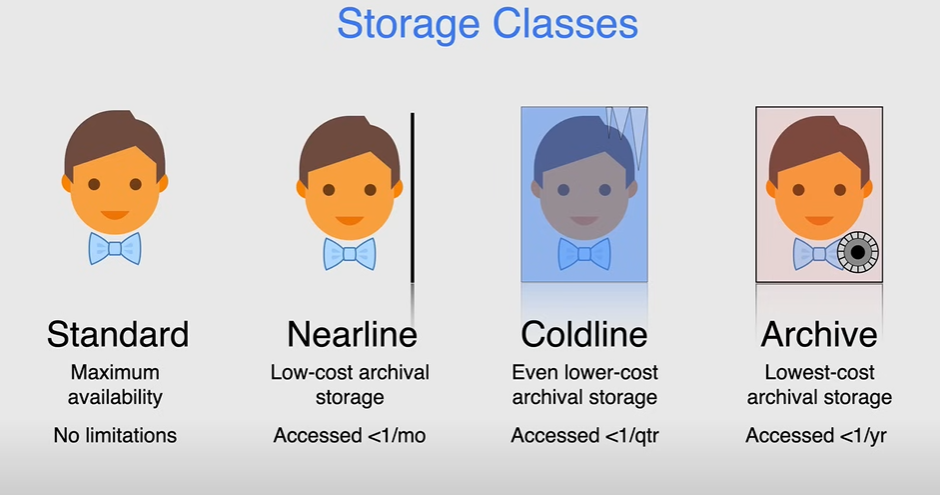 Storage Classes
Standard
Maximum
availability
No limitations
Nearline
Low-cost archival
storage
Accessed <1/mo
Coldline
Even lower-cost
archival storage
Accessed <1/qtr
Archive
Lowest-cost
archival storage
Accessed <1/yr